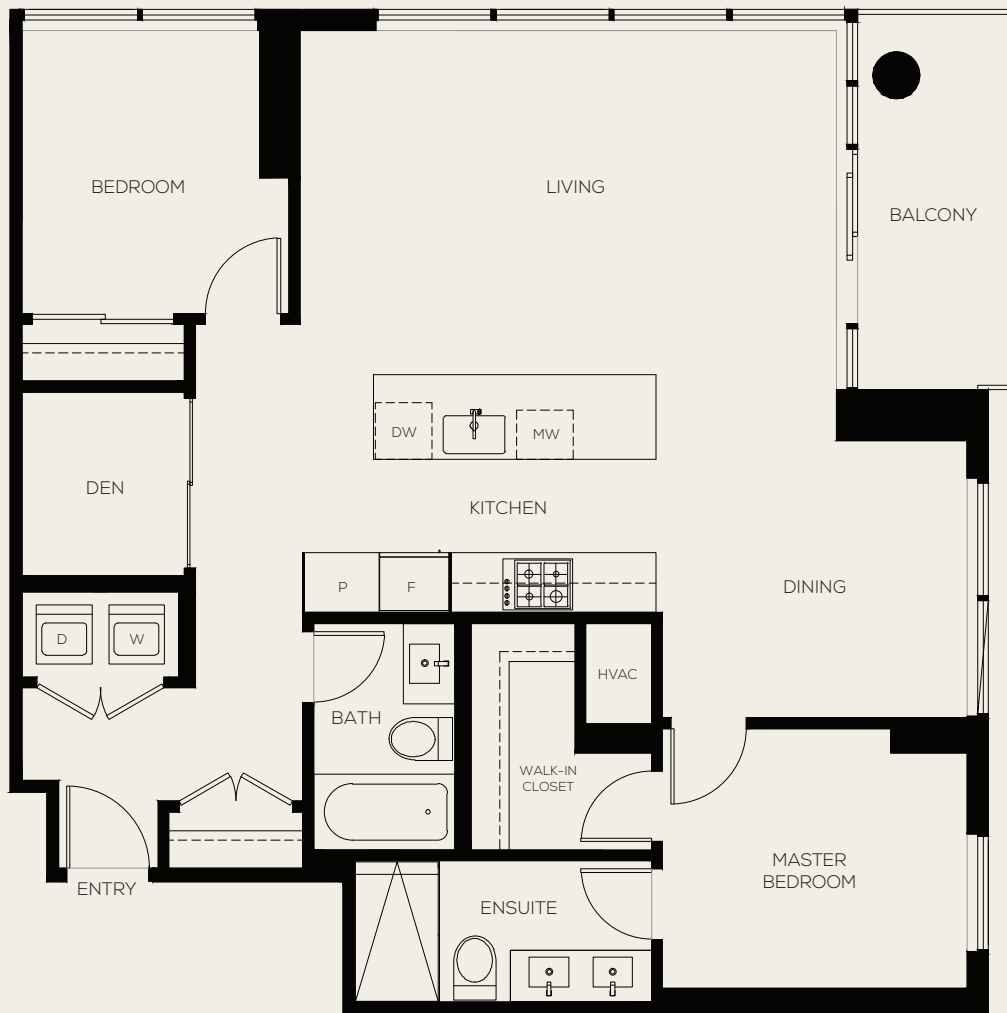 BEDROOM
LIVING
BALCONY
DW
MW
DEN
KITCHEN
P
F
DINING
D
W
HVAC
BATH
WALK-IN
CLOSET
MASTER
BEDROOM
ENTRY
ENSUITE